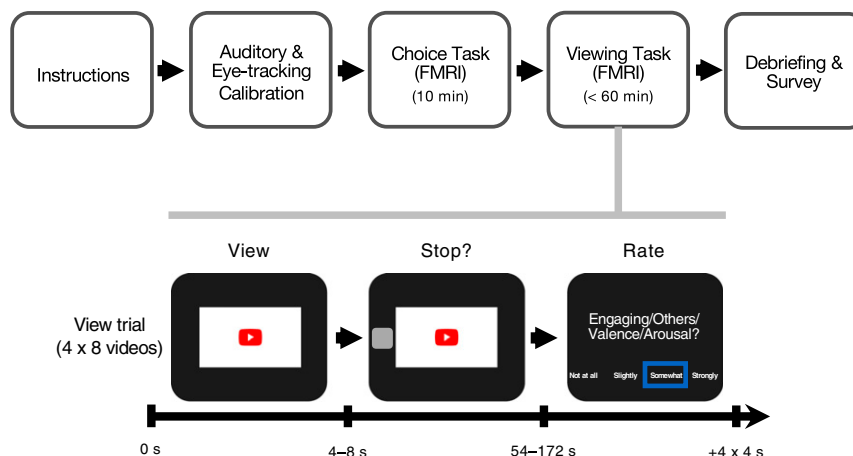 Instructions
Auditory &
Eye-tracking
Calibration
Choice Task
(FMRI)
(10 min)
Viewing Task
(FMRI)
(< 60 min)
Debriefing &
Survey
View
Stop?
Rate
View trial
(4 x 8 videos)
Engaging/Others/
Valence/Arousal?
Not at all Slightly Somewhat Strongly
0 s 4–8 s 54–172 s +4 x 4 s